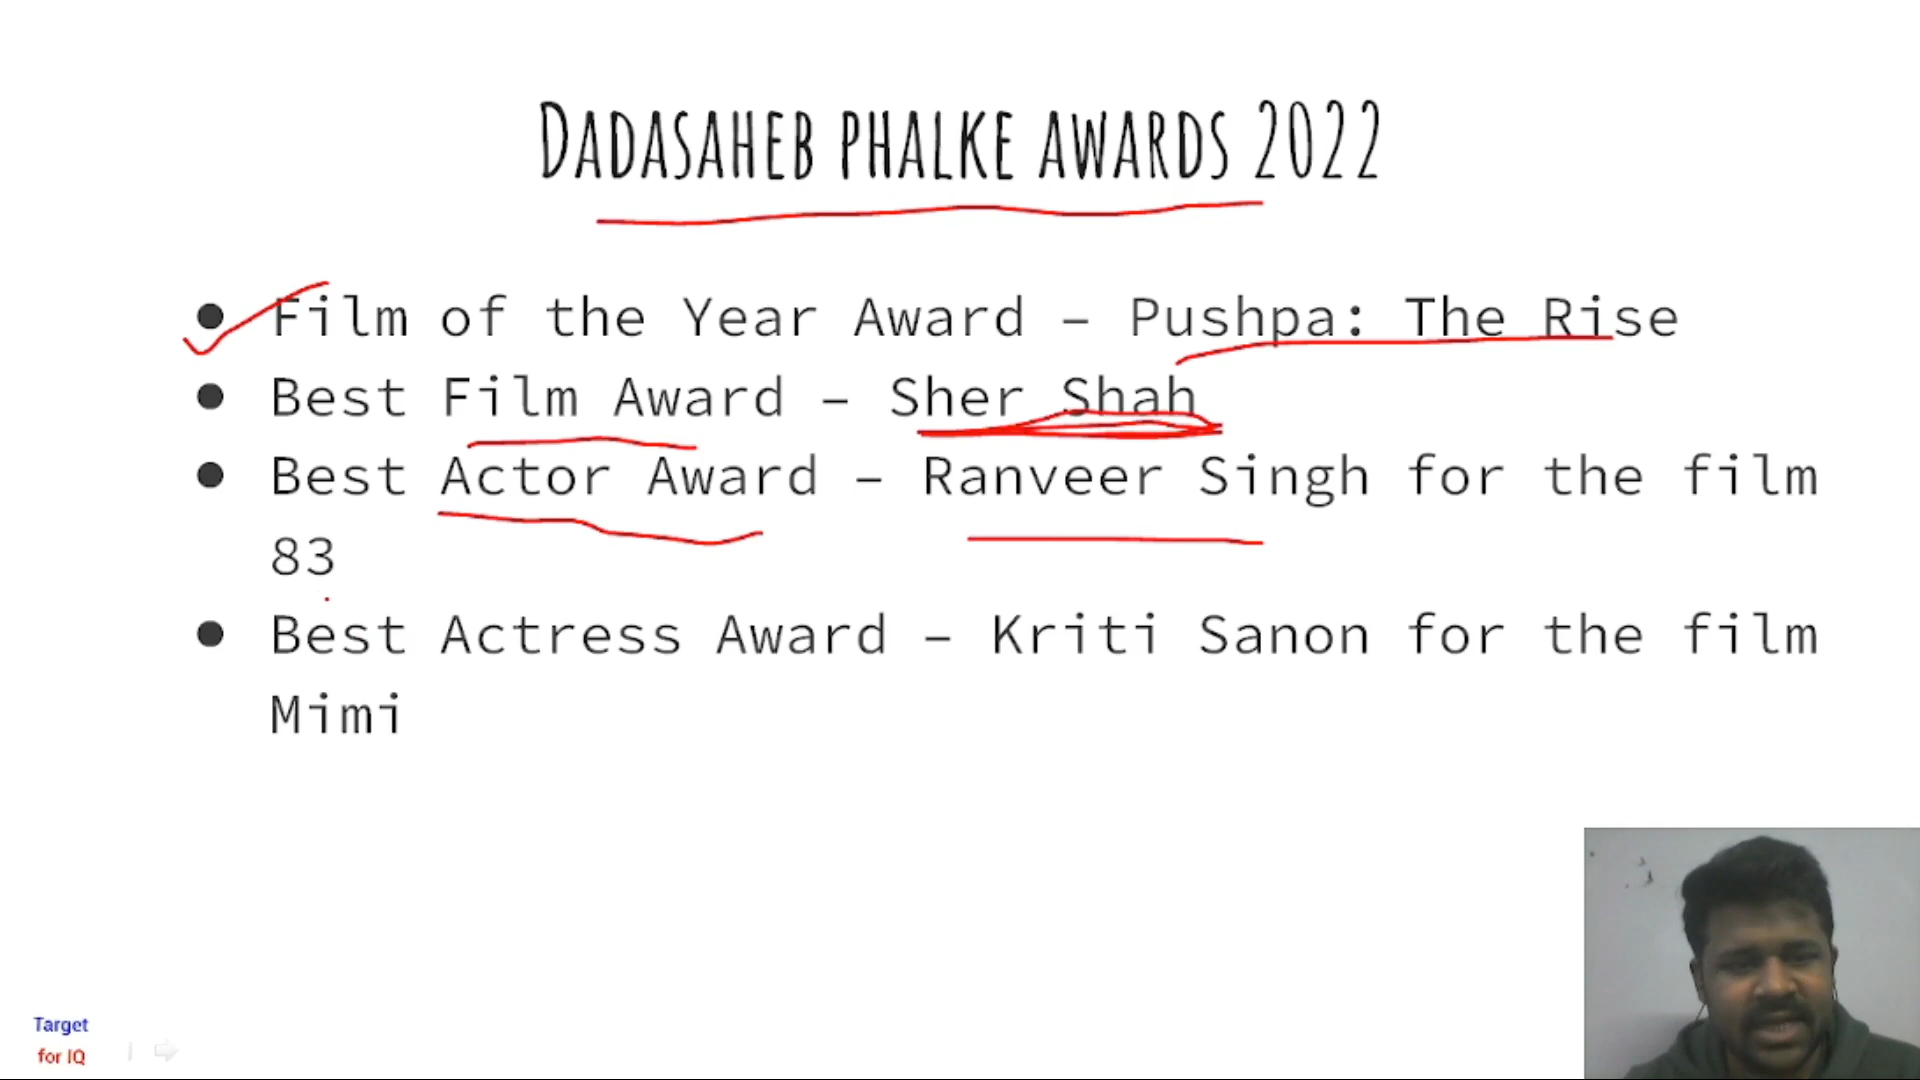 DADASAHEB PHALKE AWARDS 2022
● Film of the Year Award – Pushpa: The Rise
● Best Film Award – Sher Shah
● Best Actor Award – Ranveer Singh for the film
83
● Best Actress Award – Kriti Sanon for the film
Mimi
Target
for IQ